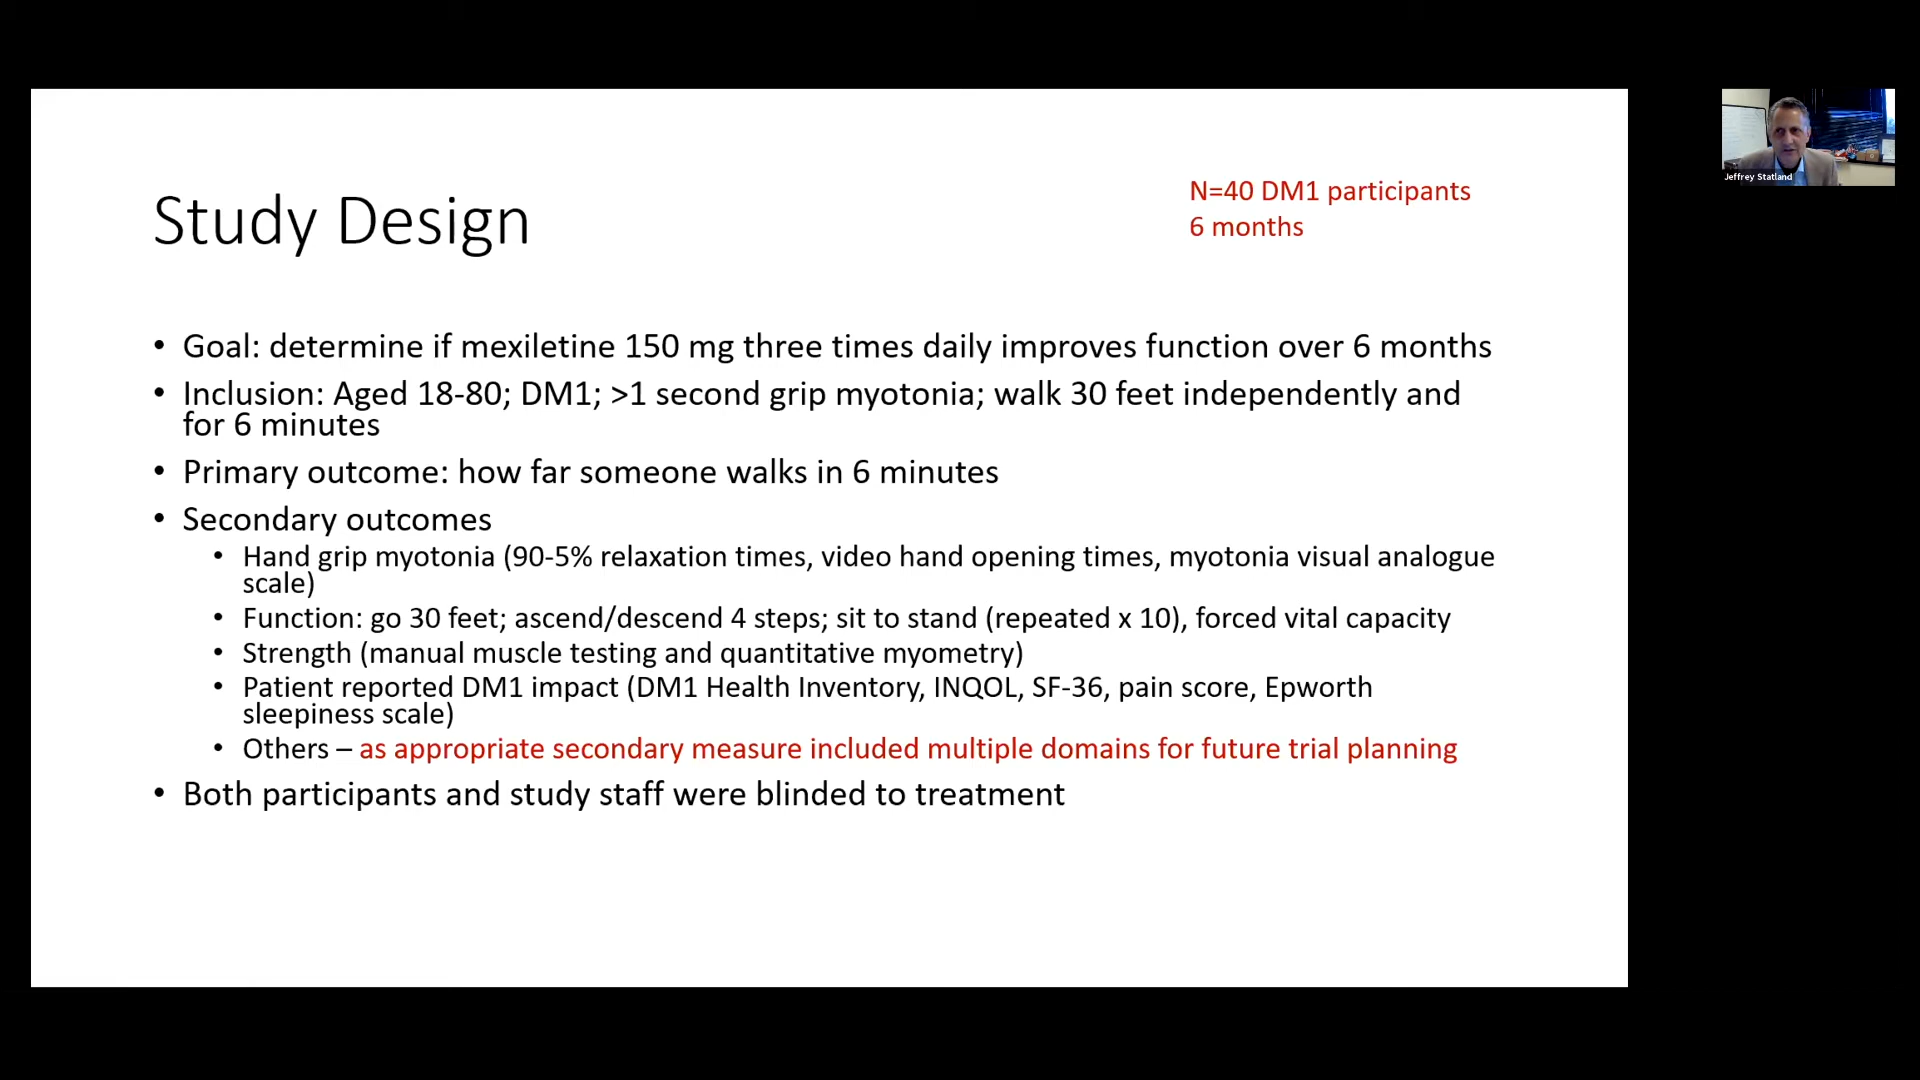 Study Design
N=40 DM1 participants
6 months
• Goal: determine if mexiletine 150 mg three times daily improves function over 6 months
• Inclusion: Aged 18-80; DM1; >1 second grip myotonia; walk 30 feet independently and
for 6 minutes
• Primary outcome: how far someone walks in 6 minutes
• Secondary outcomes
• Hand grip myotonia (90-5% relaxation times, video hand opening times, myotonia visual analogue
scale)
• Function: go 30 feet; ascend/descend 4 steps; sit to stand (repeated x 10), forced vital capacity
• Strength (manual muscle testing and quantitative myometry)
• Patient reported DM1 impact (DM1 Health Inventory, INQOL, SF-36, pain score, Epworth
sleepiness scale)
• Others – as appropriate secondary measure included multiple domains for future trial planning
• Both participants and study staff were blinded to treatment
Jeffrey Statland